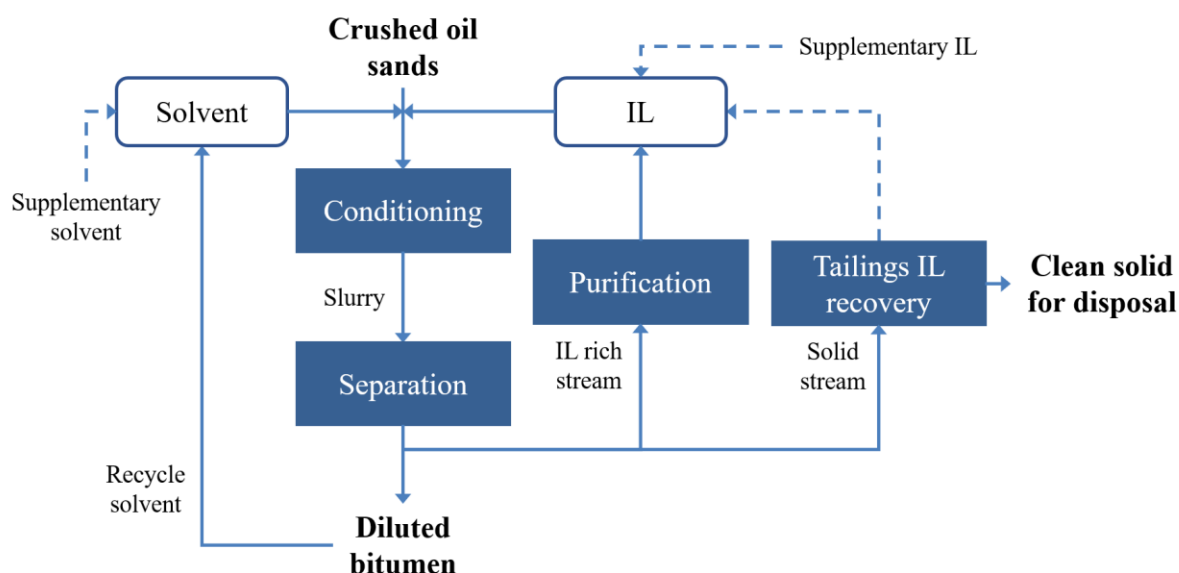 Crushed oil
sands
Supplementary IL
Solvent
IL
Supplementary
solvent
Conditioning
Purification
Tailings IL
recovery
Clean solid
for disposal
Slurry
IL rich
stream
Solid
stream
Separation
Recycle
solvent
Diluted
bitumen